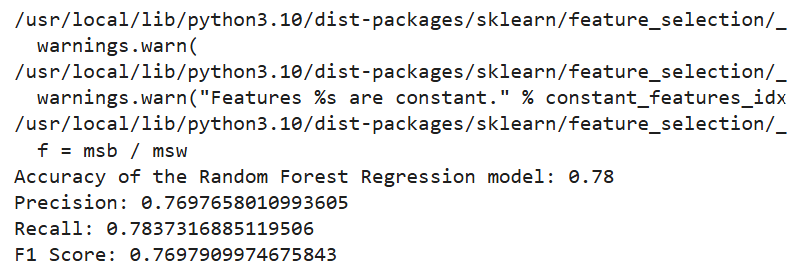 /usr/local/lib/python3.10/dist-packages/sklearn/feature_selection/_
  warnings.warn(
/usr/local/lib/python3.10/dist-packages/sklearn/feature_selection/_
  warnings.warn("Features %s are constant." % constant_features_idx
/usr/local/lib/python3.10/dist-packages/sklearn/feature_selection/_
  f = msb / msw
Accuracy of the Random Forest Regression model: 0.78
Precision: 0.7697658010993605
Recall: 0.7837316885119506
F1 Score: 0.7697909974675843